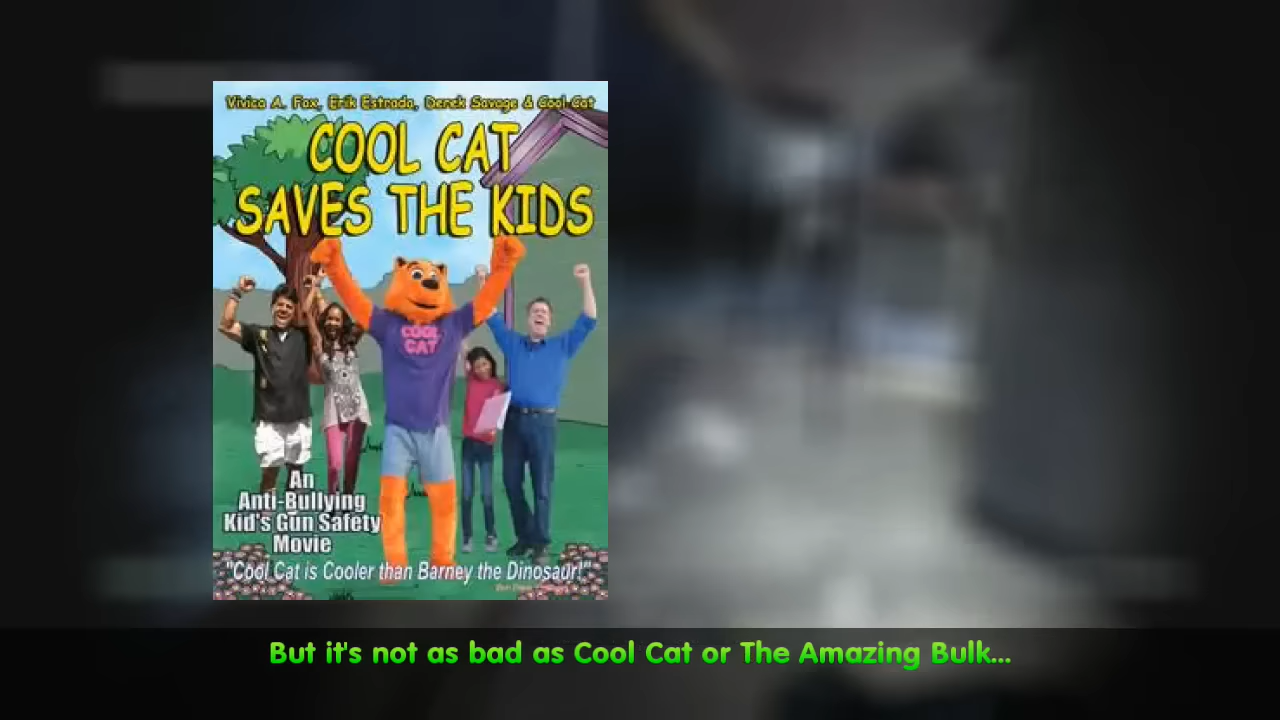 Vivica A. Fox, Erik Estrada, Derek Savage & Cool Cat
COOL CAT
SAVES THE KIDS
COOL
CAT
An
Anti-Bullying
Kid's Gun Safety
Movie
"Cool Cat is Cooler than Barney the Dinosaur!"
But it's not as bad as Cool Cat or The Amazing Bulk...